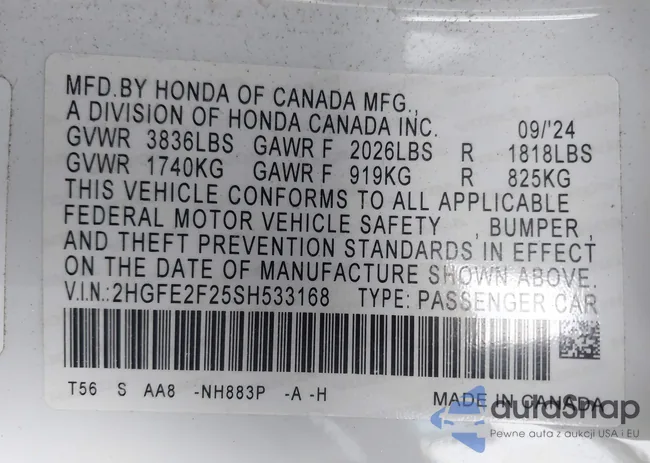 MFD.BY HONDA OF CANADA MFG.,
A DIVISION OF HONDA CANADA INC. 09/'24
GVWR 3836LBS GAWR F 2026LBS R 1818LBS
GVWR 1740KG GAWR F 919KG R 825KG
THIS VEHICLE CONFORMS TO ALL APPLICABLE
FEDERAL MOTOR VEHICLE SAFETY , BUMPER ,
AND THEFT PREVENTION STANDARDS IN EFFECT
ON THE DATE OF MANUFACTURE SHOWN ABOVE.
V.I.N.:2HGFE2F25SH533168 TYPE: PASSENGER CAR
T56 S AA8 -NH883P -A -H MADE IN CANADA
auraSnap
Pewne auta z aukcji USA i EU